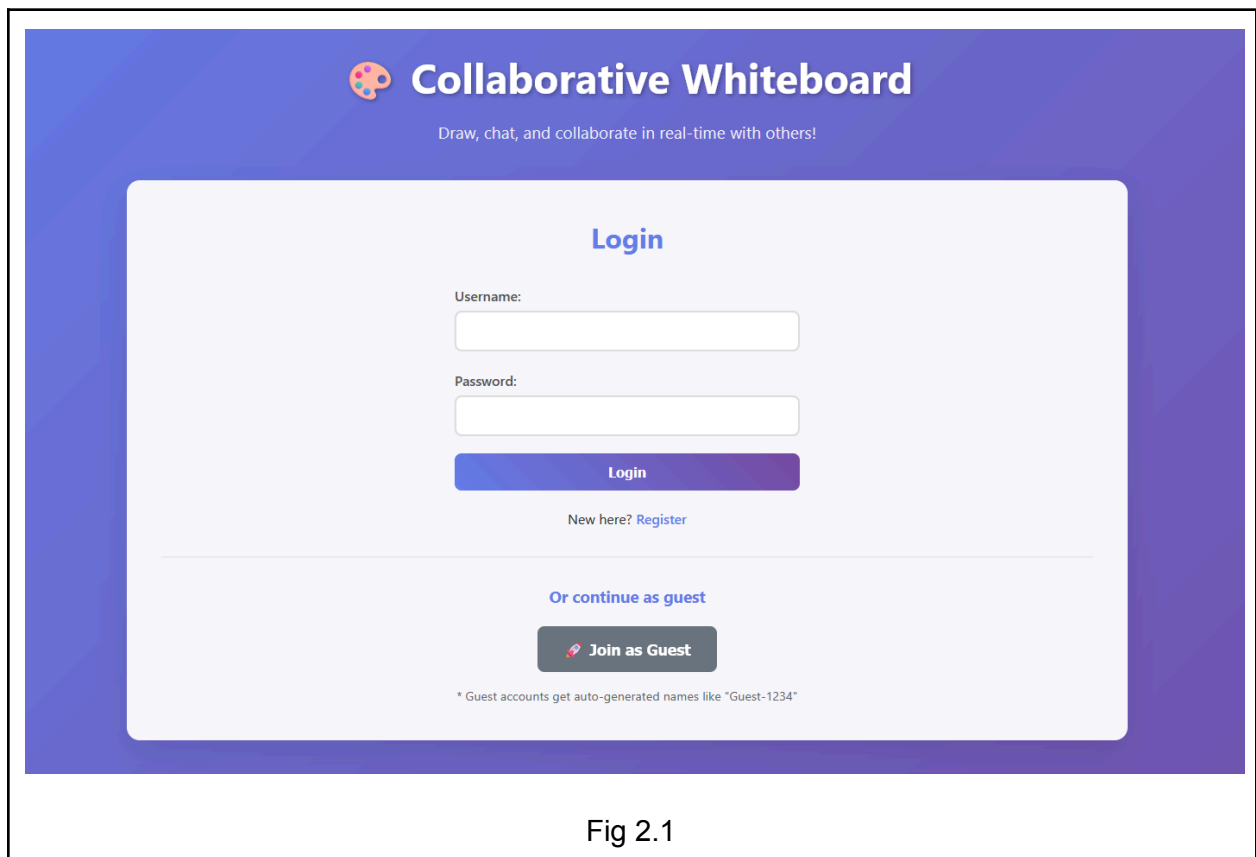 🎨 Collaborative Whiteboard
Draw, chat, and collaborate in real-time with others!
Login
Username:
Password:
Login
New here? Register
Or continue as guest
🚀 Join as Guest
* Guest accounts get auto-generated names like "Guest-1234"
Fig 2.1